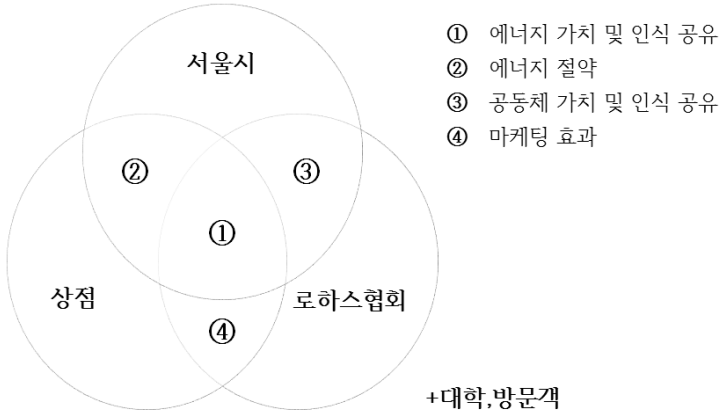 서울시
① 에너지 가치 및 인식 공유
② 에너지 절약
③ 공동체 가치 및 인식 공유
④ 마케팅 효과
②
③
①
상점
로하스협회
④
+대학,방문객